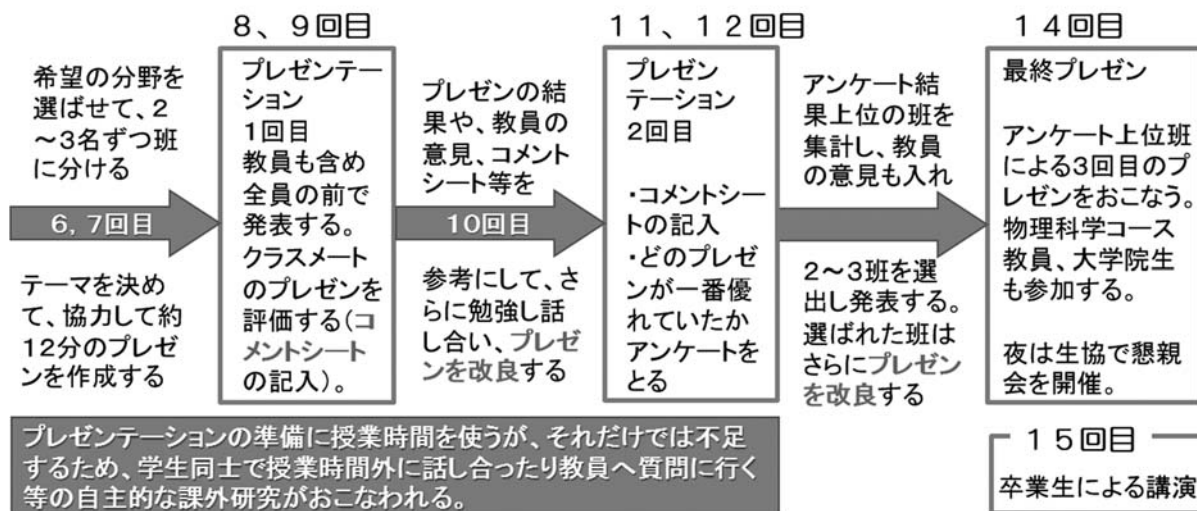 希望の分野を
選ばせて、２
～３名ずつ班
に分ける
６，７回目
テーマを決め
て、協力して約
１２分のプレゼ
ンを作成する
８、９回目
プレゼンテー
ション
１回目
教員も含め
全員の前で
発表する。
クラスメート
のプレゼンを
評価する（コ
メントシート
の記入）。
プレゼンの結
果や、教員の
意見、コメント
シート等を
１０回目
参考にして、さ
らに勉強し話
し合い、プレゼ
ンを改良する
１１、１２回目
プレゼン
テーション
２回目
・コメントシー
トの記入
・どのプレゼ
ンが一番優
れていたか
アンケートを
とる
アンケート結
果上位の班を
集計し、教員
の意見も入れ
２～３班を選
出し発表する。
選ばれた班は
さらにプレゼン
を改良する
１４回目
最終プレゼン
アンケート上位班
による３回目のプ
レゼンをおこなう。
物理科学コース
教員、大学院生
も参加する。
夜は生協で懇親
会を開催。
プレゼンテーションの準備に授業時間を使うが、それだけでは不足
するため、学生同士で授業時間外に話し合ったり教員へ質問に行く
等の自主的な課外研究がおこなわれる。
１５回目
卒業生による講演